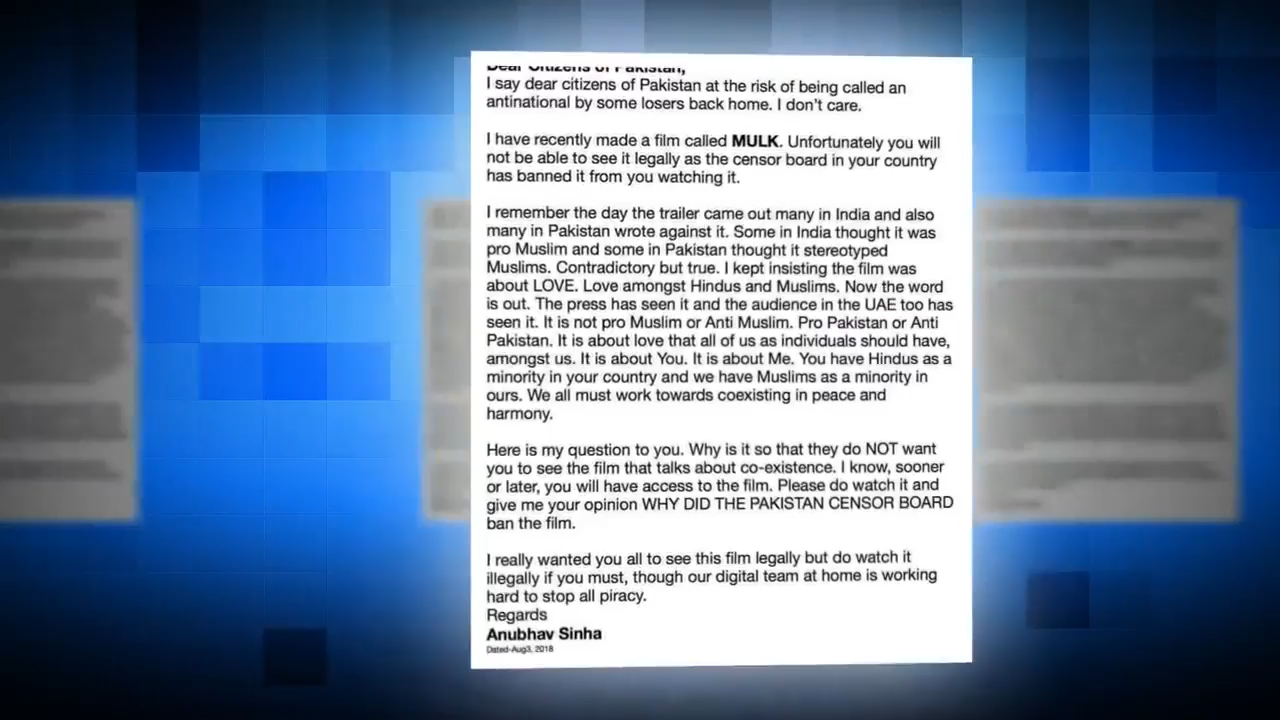 Dear Citizens of Pakistan,
I say dear citizens of Pakistan at the risk of being called an
antinational by some losers back home. I don't care.
I have recently made a film called MULK. Unfortunately you will
not be able to see it legally as the censor board in your country
has banned it from you watching it.
I remember the day the trailer came out many in India and also
many in Pakistan wrote against it. Some in India thought it was
pro Muslim and some in Pakistan thought it stereotyped
Muslims. Contradictory but true. I kept insisting the film was
about LOVE. Love amongst Hindus and Muslims. Now the word
is out. The press has seen it and the audience in the UAE too has
seen it. It is not pro Muslim or Anti Muslim. Pro Pakistan or Anti
Pakistan. It is about love that all of us as individuals should have,
amongst us. It is about You. It is about Me. You have Hindus as a
minority in your country and we have Muslims as a minority in
ours. We all must work towards coexisting in peace and
harmony.
Here is my question to you. Why is it so that they do NOT want
you to see the film that talks about co-existence. I know, sooner
or later, you will have access to the film. Please do watch it and
give me your opinion WHY DID THE PAKISTAN CENSOR BOARD
ban the film.
I really wanted you all to see this film legally but do watch it
illegally if you must, though our digital team at home is working
hard to stop all piracy.
Regards
Anubhav Sinha
Dated-Aug3, 2018